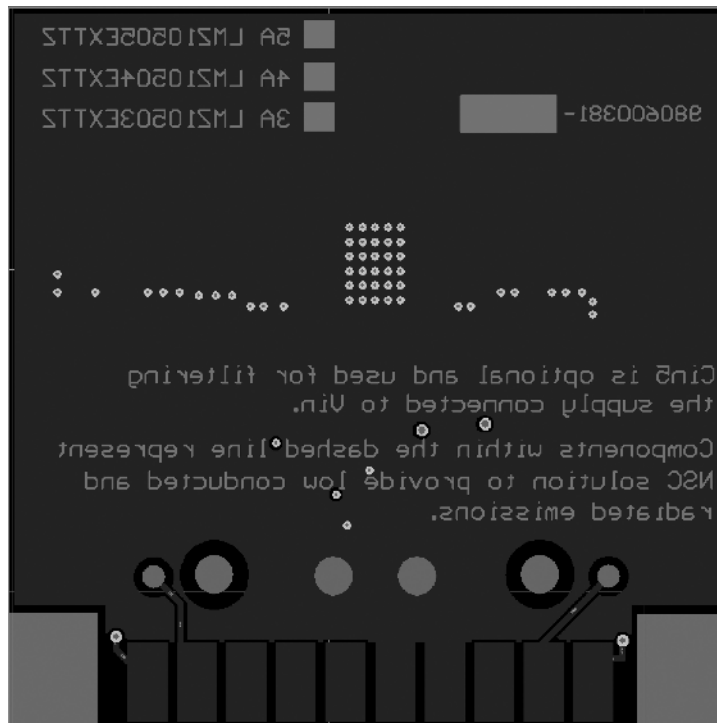 5A LMZ10505EXTTZ
4A LMZ10504EXTTZ
3A LMZ10503EXTTZ
980600381-
Cin5 is optional and used for filtering
the supply connected to Vin.
Components within the dashed line represent
NSC solution to provide low conducted and
radiated emissions.